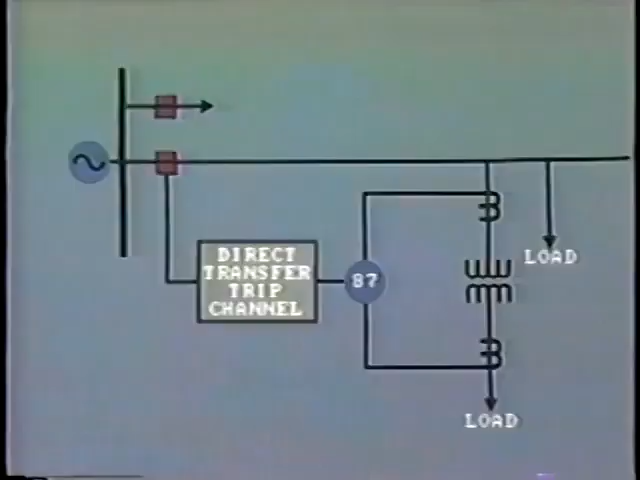 DIRECT
TRANSFER
TRIP
CHANNEL
87
LOAD
LOAD